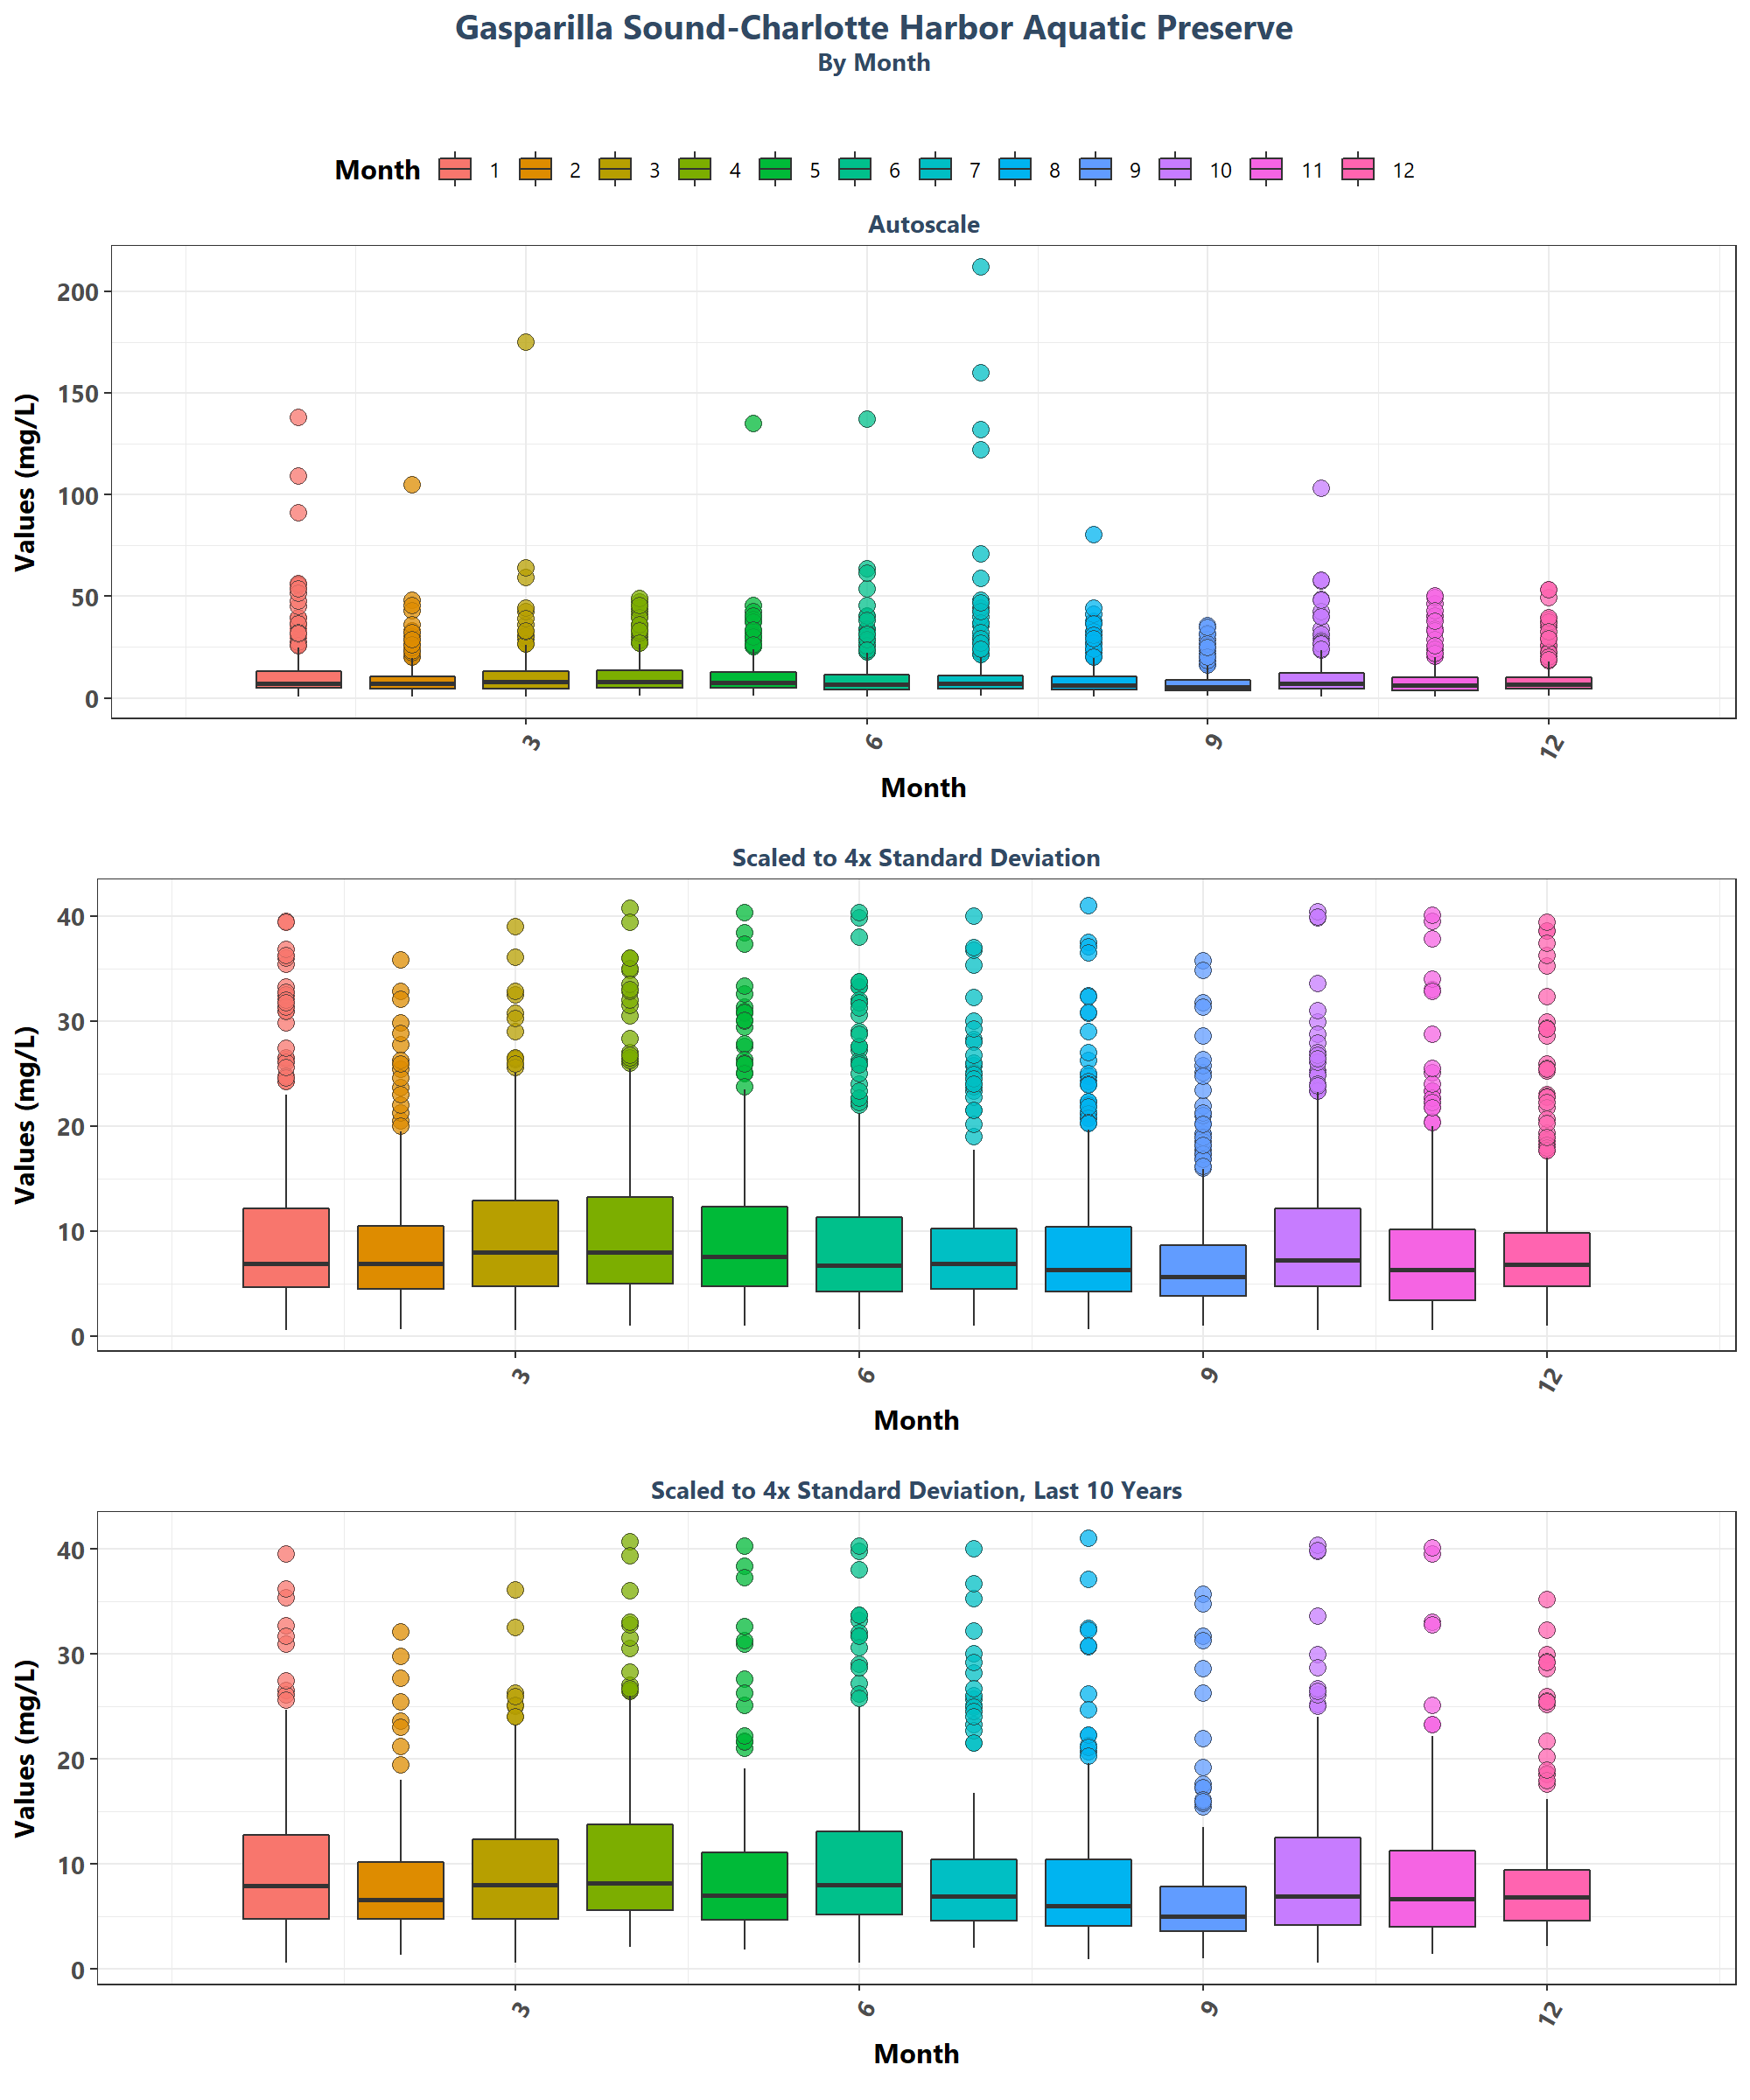 Gasparilla Sound-Charlotte Harbor Aquatic Preserve
By Month
Month 1 2 3 4 5 6 7 8 9 10 11 12
Autoscale
Values (mg/L)
200
150
100
50
0
3 6 9 12
Month
Scaled to 4x Standard Deviation
Values (mg/L)
40
30
20
10
0
3 6 9 12
Month
Scaled to 4x Standard Deviation, Last 10 Years
Values (mg/L)
40
30
20
10
0
3 6 9 12
Month